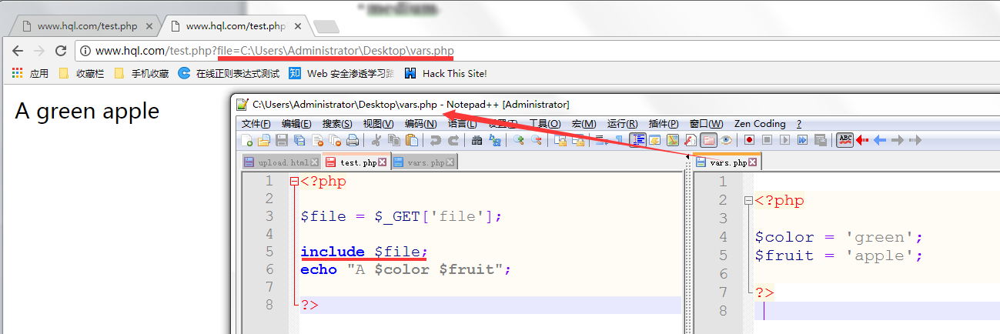 medium
www.hql.com/test.php
www.hql.com/test.php
www.hql.com/test.php?file=C:\Users\Administrator\Desktop\vars.php
应用 收藏栏 手机收藏 在线正则表达式测试 Web 安全渗透学习 Hack This Site!
A green apple
C:\Users\Administrator\Desktop\vars.php - Notepad++ [Administrator]
文件(F) 编辑(E) 搜索(S) 视图(V) 编码(N) 语言(L) 设置(T) 工具(O) 宏(M) 运行(R) 插件(P) 窗口(W) Zen Coding ?
ABC
upload.html test.php vars.php
1 <?php
2
3 $file = $_GET['file'];
4
5 include $file;
6 echo "A $color $fruit";
7
8 ?>
vars.php
1
2 <?php
3
4 $color = 'green';
5 $fruit = 'apple';
6
7 ?>
8